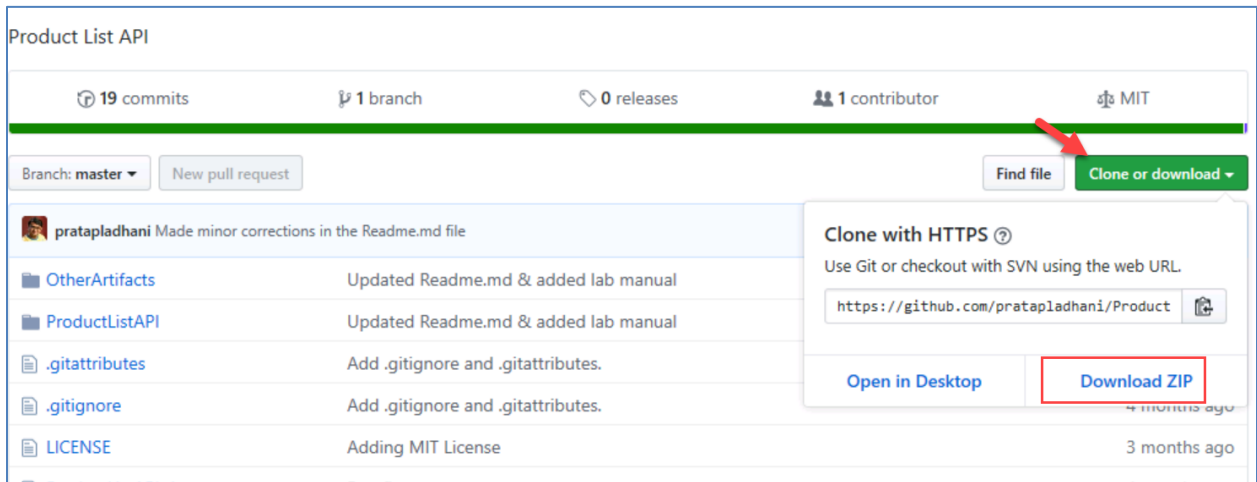 Product List API
19 commits
1 branch
0 releases
1 contributor
MIT
Branch: master
New pull request
Find file
Clone or download
pratapladhani Made minor corrections in the Readme.md file
Clone with HTTPS
Use Git or checkout with SVN using the web URL.
https://github.com/pratapladhani/Product
Open in Desktop
Download ZIP
OtherArtifacts Updated Readme.md & added lab manual
ProductListAPI Updated Readme.md & added lab manual
.gitattributes Add .gitignore and .gitattributes.
.gitignore Add .gitignore and .gitattributes.
4 months ago
LICENSE Adding MIT License 3 months ago